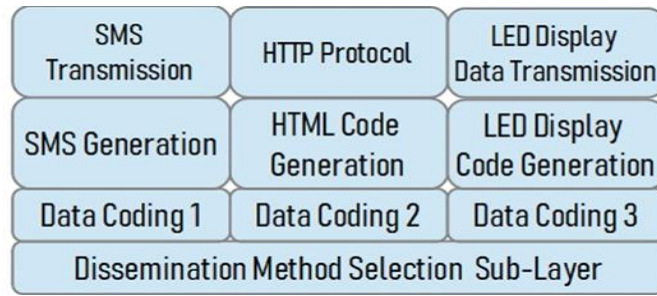 SMS
Transmission
HTTP Protocol
LED Display
Data Transmission
SMS Generation
HTML Code
Generation
LED Display
Code Generation
Data Coding 1
Data Coding 2
Data Coding 3
Dissemination Method Selection Sub-Layer